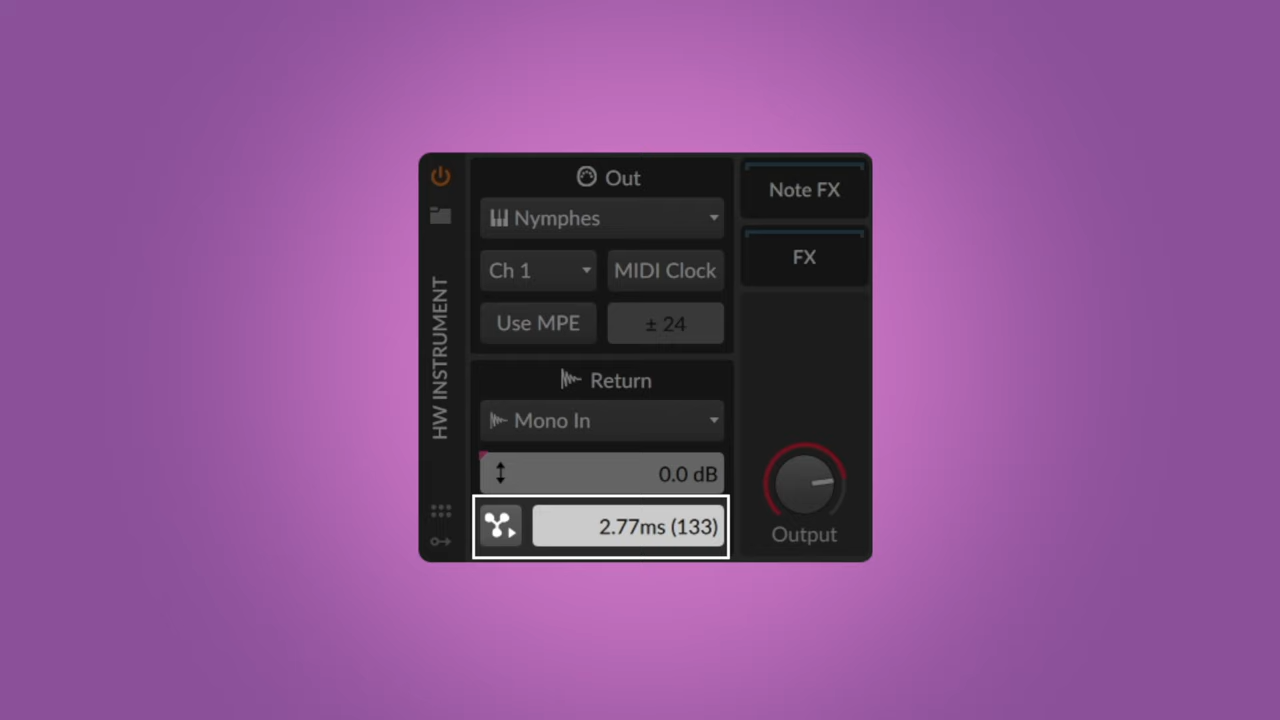 HW INSTRUMENT
Out
Nymphes
Ch 1
MIDI Clock
Use MPE
± 24
Return
Mono In
0.0 dB
2.77ms (133)
Note FX
FX
Output